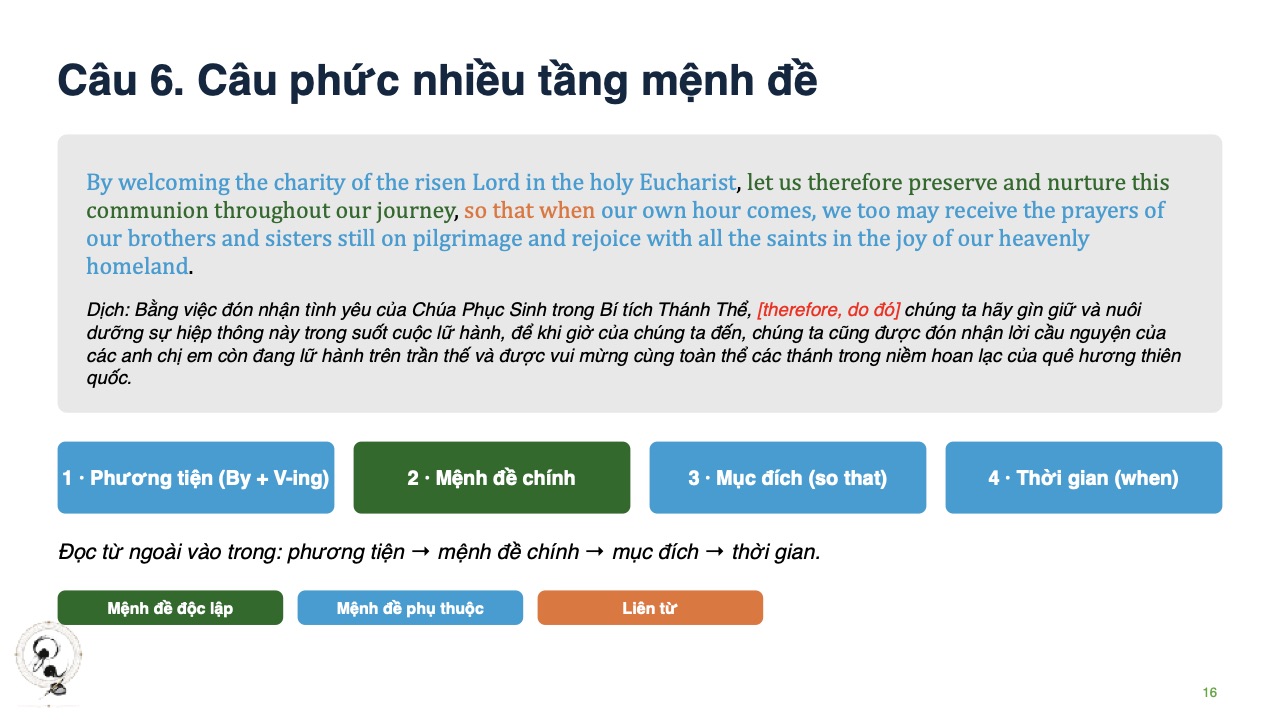 Câu 6. Câu phức nhiều tầng mệnh đề
By welcoming the charity of the risen Lord in the holy Eucharist, let us therefore preserve and nurture this
communion throughout our journey, so that when our own hour comes, we too may receive the prayers of
our brothers and sisters still on pilgrimage and rejoice with all the saints in the joy of our heavenly
homeland.
Dịch: Bằng việc đón nhận tình yêu của Chúa Phục Sinh trong Bí tích Thánh Thể, [therefore, do đó] chúng ta hãy gìn giữ và nuôi
dưỡng sự hiệp thông này trong suốt cuộc lữ hành, để khi giờ của chúng ta đến, chúng ta cũng được đón nhận lời cầu nguyện của
các anh chị em còn đang lữ hành trên trần thế và được vui mừng cùng toàn thể các thánh trong niềm hoan lạc của quê hương thiên
quốc.
1 · Phương tiện (By + V-ing)
2 · Mệnh đề chính
3 · Mục đích (so that)
4 · Thời gian (when)
Đọc từ ngoài vào trong: phương tiện → mệnh đề chính → mục đích → thời gian.
Mệnh đề độc lập
Mệnh đề phụ thuộc
Liên từ
16